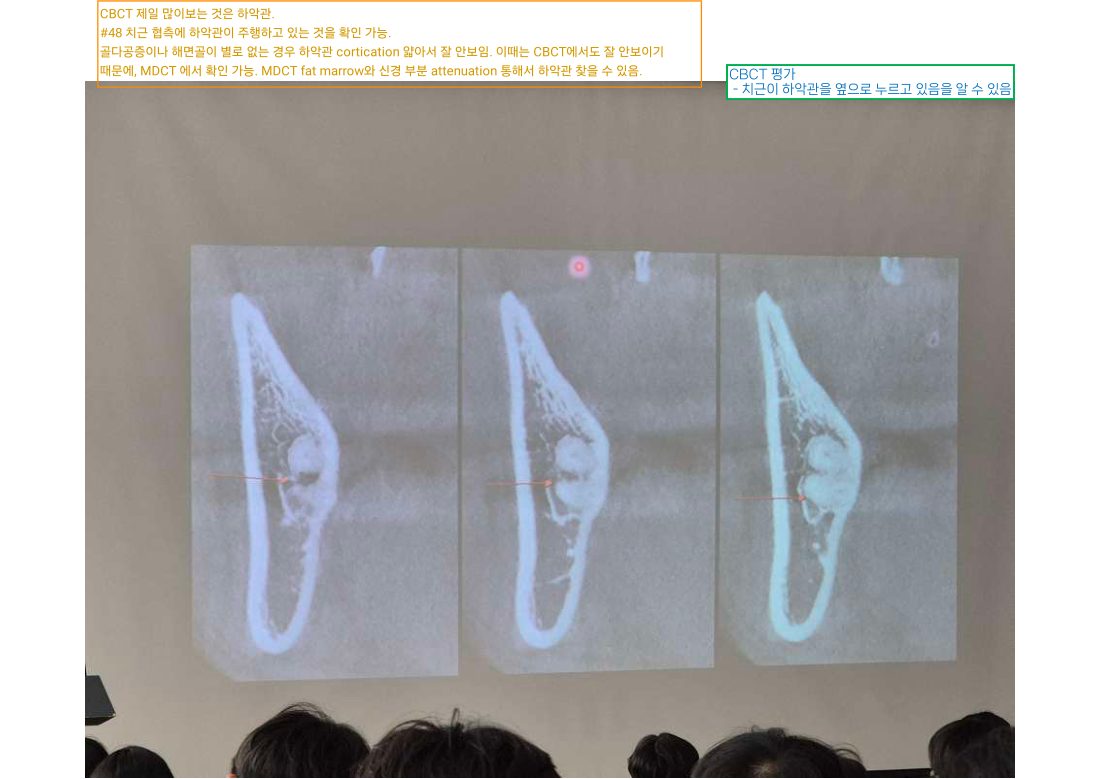 CBCT 제일 많이보는 것은 하악관.
#48 치근 협측에 하악관이 주행하고 있는 것을 확인 가능.
골다공증이나 해면골이 별로 없는 경우 하악관 cortication 얇아서 잘 안보임. 이때는 CBCT에서도 잘 안보이기
때문에, MDCT 에서 확인 가능. MDCT fat marrow와 신경 부분 attenuation 통해서 하악관 찾을 수 있음.
CBCT 평가
- 치근이 하악관을 옆으로 누르고 있음을 알 수 있음